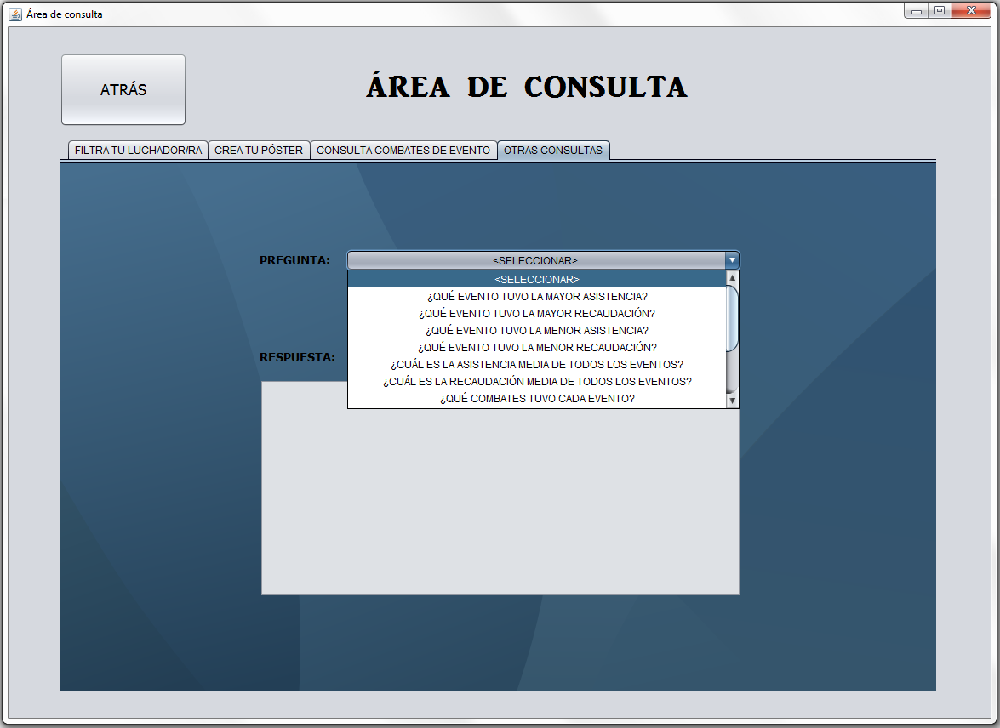 Área de consulta
ATRÁS
ÁREA DE CONSULTA
FILTRA TU LUCHADOR/RA
CREA TU PÓSTER
CONSULTA COMBATES DE EVENTO
OTRAS CONSULTAS
PREGUNTA:
<SELECCIONAR>
<SELECCIONAR>
¿QUÉ EVENTO TUVO LA MAYOR ASISTENCIA?
¿QUÉ EVENTO TUVO LA MAYOR RECAUDACIÓN?
¿QUÉ EVENTO TUVO LA MENOR ASISTENCIA?
¿QUÉ EVENTO TUVO LA MENOR RECAUDACIÓN?
¿CUÁL ES LA ASISTENCIA MEDIA DE TODOS LOS EVENTOS?
¿CUÁL ES LA RECAUDACIÓN MEDIA DE TODOS LOS EVENTOS?
¿QUÉ COMBATES TUVO CADA EVENTO?
RESPUESTA: